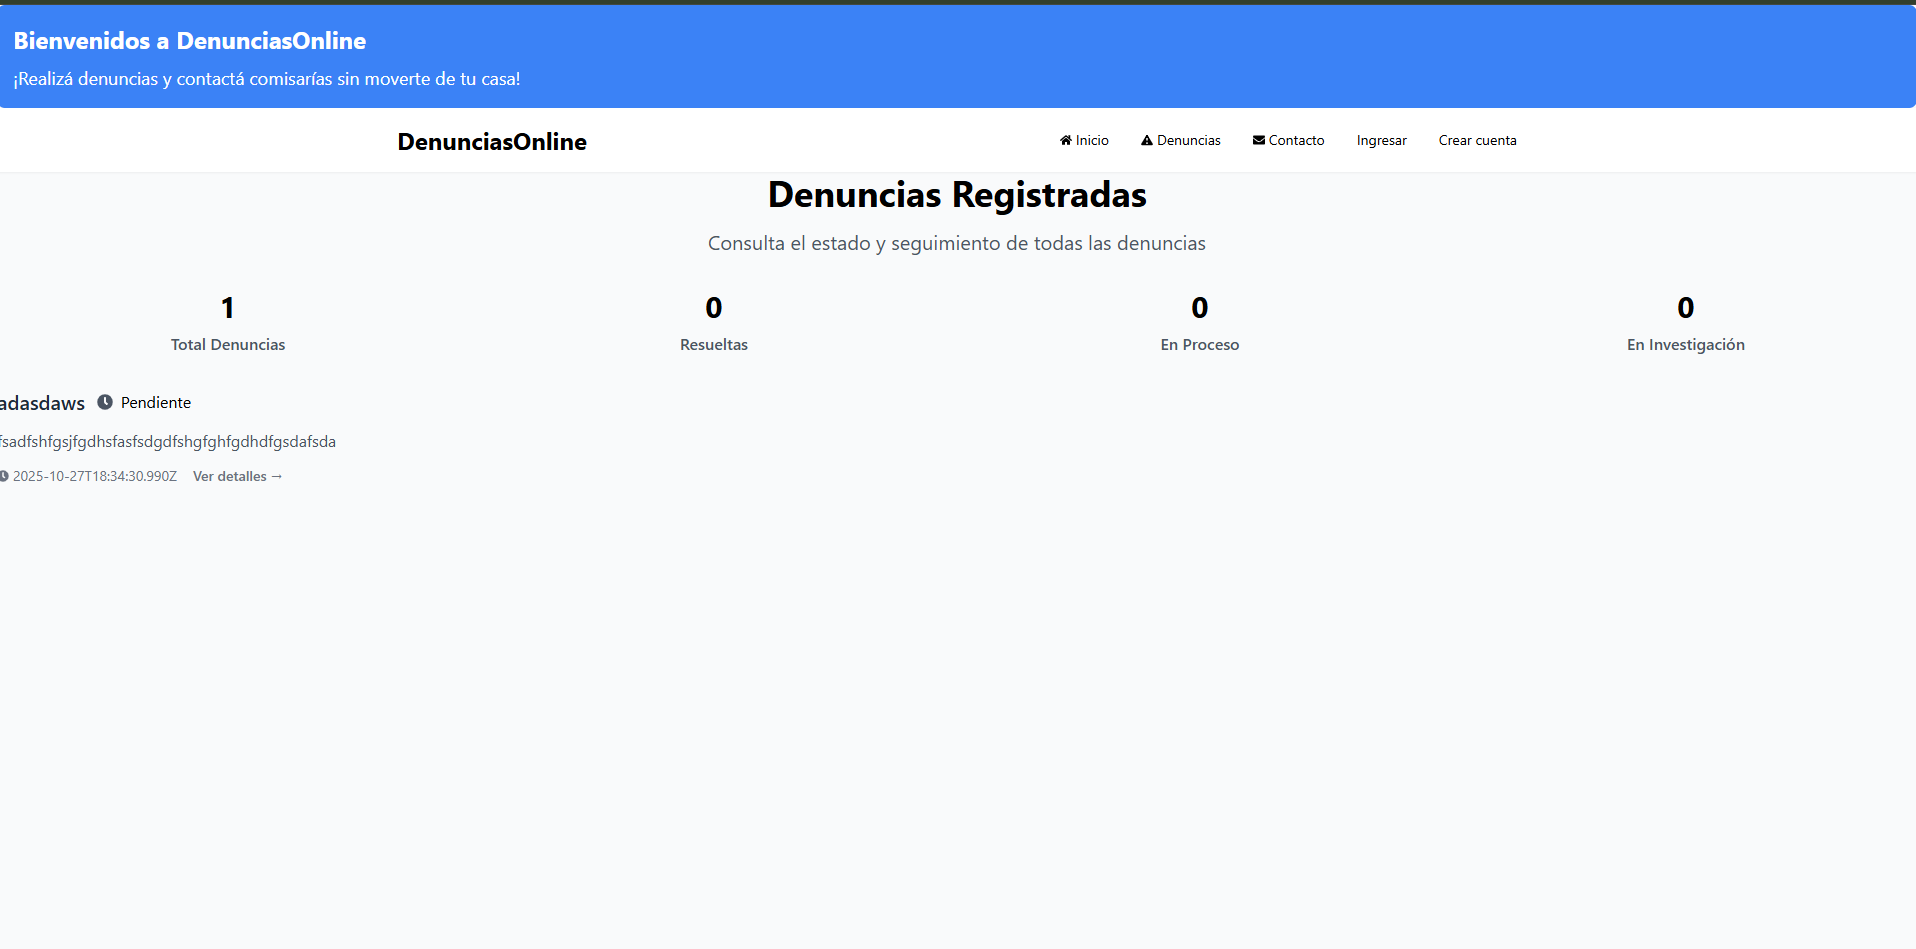 Bienvenidos a DenunciasOnline
¡Realizá denuncias y contactá comisarías sin moverte de tu casa!
DenunciasOnline
Inicio Denuncias Contacto Ingresar Crear cuenta
Denuncias Registradas
Consulta el estado y seguimiento de todas las denuncias
1 0 0 0
Total Denuncias Resueltas En Proceso En Investigación
adasdaws Pendiente
fsadfshfgsjfgdhsfasfsdgdfshgfghfgdhdfgsdafsda
2025-10-27T18:34:30.990Z Ver detalles →